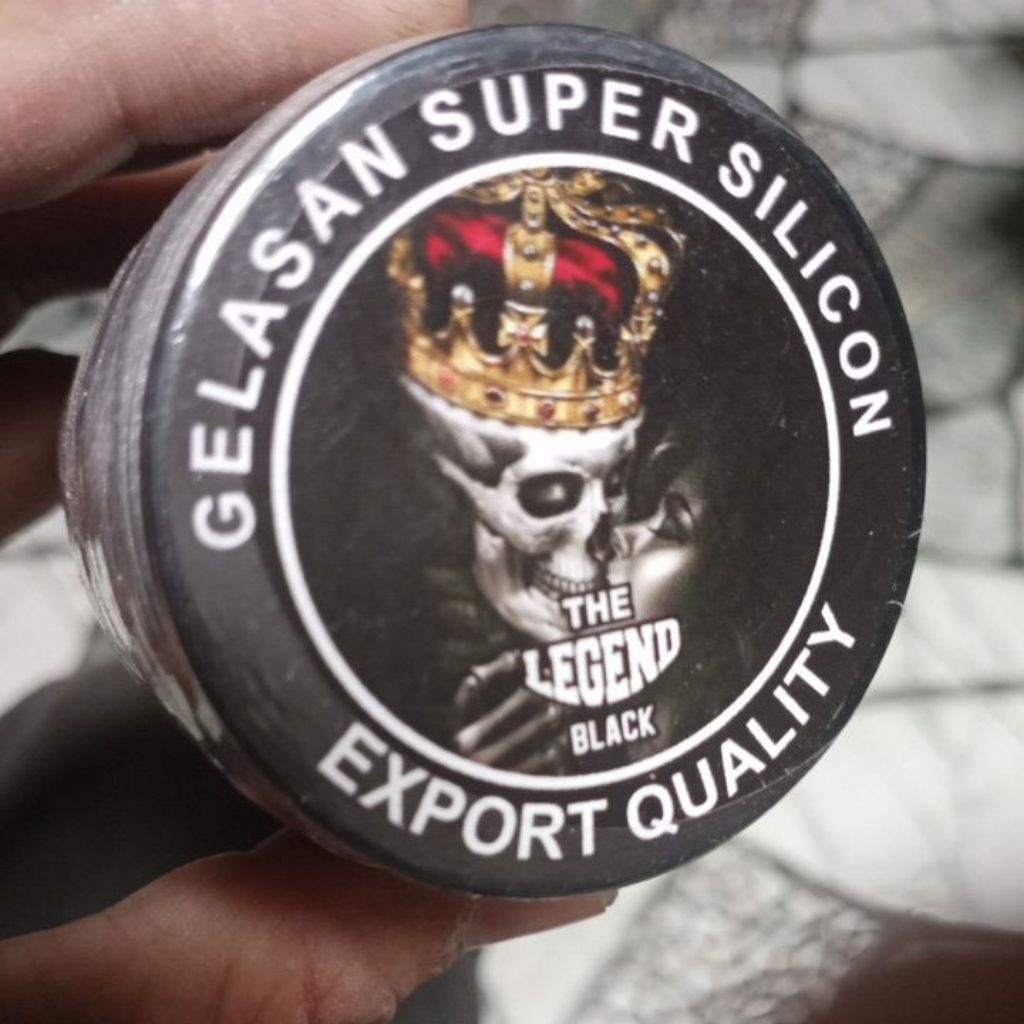 GELASAN SUPER SILICON
THE
LEGEND
BLACK
EXPORT QUALITY